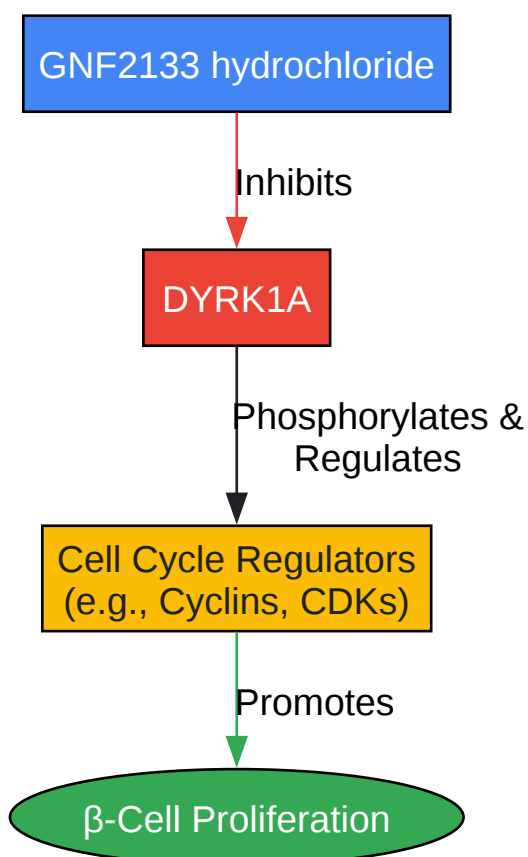 GNF2133 hydrochloride
Inhibits
DYRK1A
Phosphorylates &
Regulates
Cell Cycle Regulators
(e.g., Cyclins, CDKs)
Promotes
β-Cell Proliferation